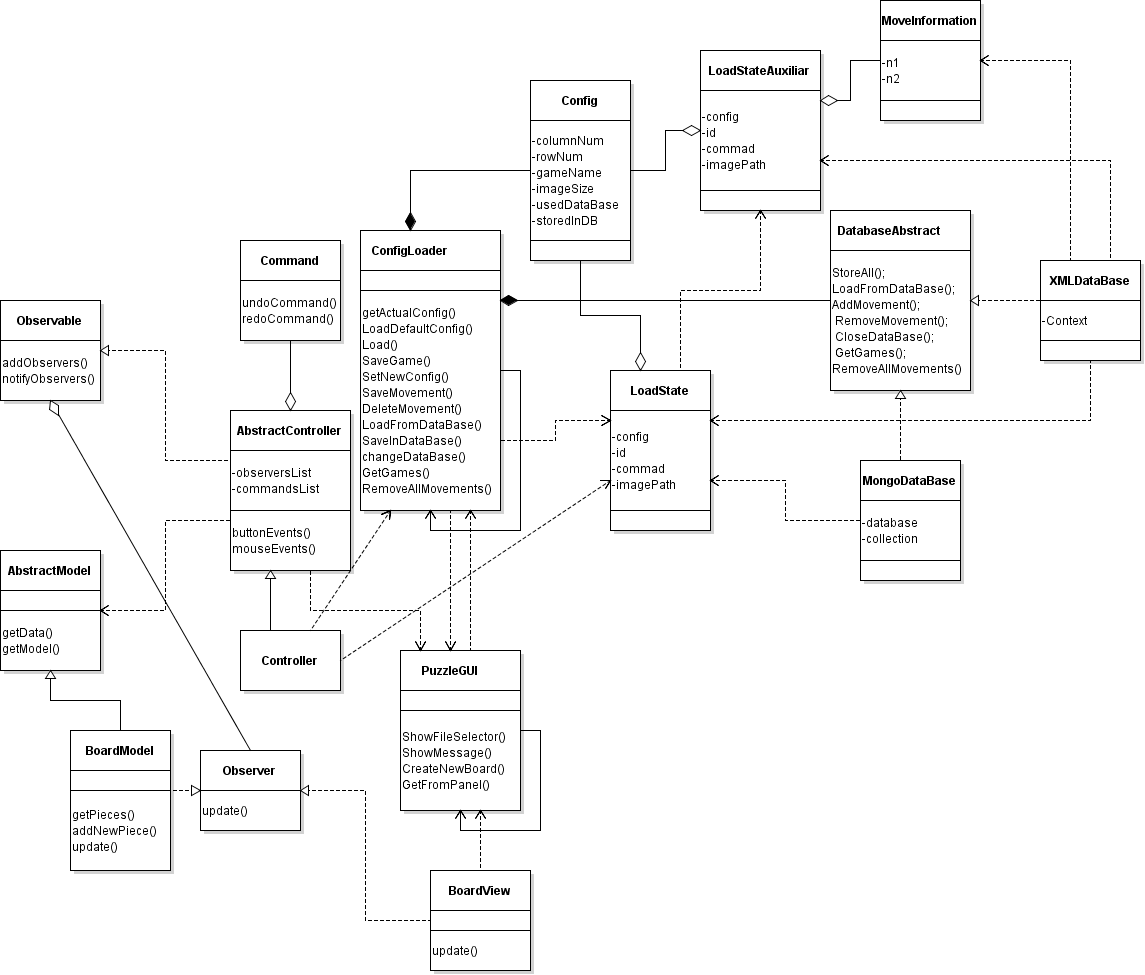 MoveInformation
-n1
-n2
LoadStateAuxiliar
-config
-id
-commad
-imagePath
Config
-columnNum
-rowNum
-gameName
-imageSize
-usedDataBase
-storedInDB
DatabaseAbstract
StoreAll();
LoadFromDataBase();
AddMovement();
RemoveMovement();
CloseDataBase();
GetGames();
RemoveAllMovements()
XMLDataBase
-Context
ConfigLoader
getActualConfig()
LoadDefaultConfig()
Load()
SaveGame()
SetNewConfig()
SaveMovement()
DeleteMovement()
LoadFromDataBase()
SaveInDataBase()
changeDataBase()
GetGames()
RemoveAllMovements()
Command
undoCommand()
redoCommand()
Observable
addObservers()
notifyObservers()
LoadState
-config
-id
-commad
-imagePath
AbstractController
-observersList
-commandsList
buttonEvents()
mouseEvents()
MongoDataBase
-database
-collection
AbstractModel
getData()
getModel()
Controller
PuzzleGUI
ShowFileSelector()
ShowMessage()
CreateNewBoard()
GetFromPanel()
BoardModel
getPieces()
addNewPiece()
update()
Observer
update()
BoardView
update()